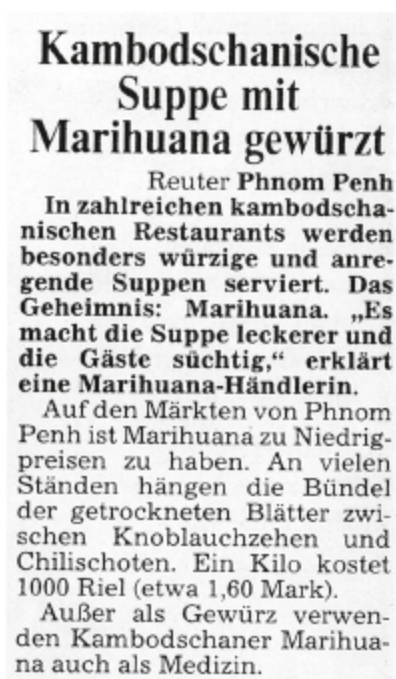 Kambodschanische
Suppe mit
Marihuana gewürzt
Reuter Phnom Penh
In zahlreichen kambodscha-
nischen Restaurants werden
besonders würzige und anre-
gende Suppen serviert. Das
Geheimnis: Marihuana. „Es
macht die Suppe leckerer und
die Gäste süchtig,“ erklärt
eine Marihuana-Händlerin.
Auf den Märkten von Phnom
Penh ist Marihuana zu Niedrig-
preisen zu haben. An vielen
Ständen hängen die Bündel
der getrockneten Blätter zwi-
schen Knoblauchzehen und
Chilischoten. Ein Kilo kostet
1000 Riel (etwa 1,60 Mark).
Außer als Gewürz verwen-
den Kambodschaner Marihua-
na auch als Medizin.